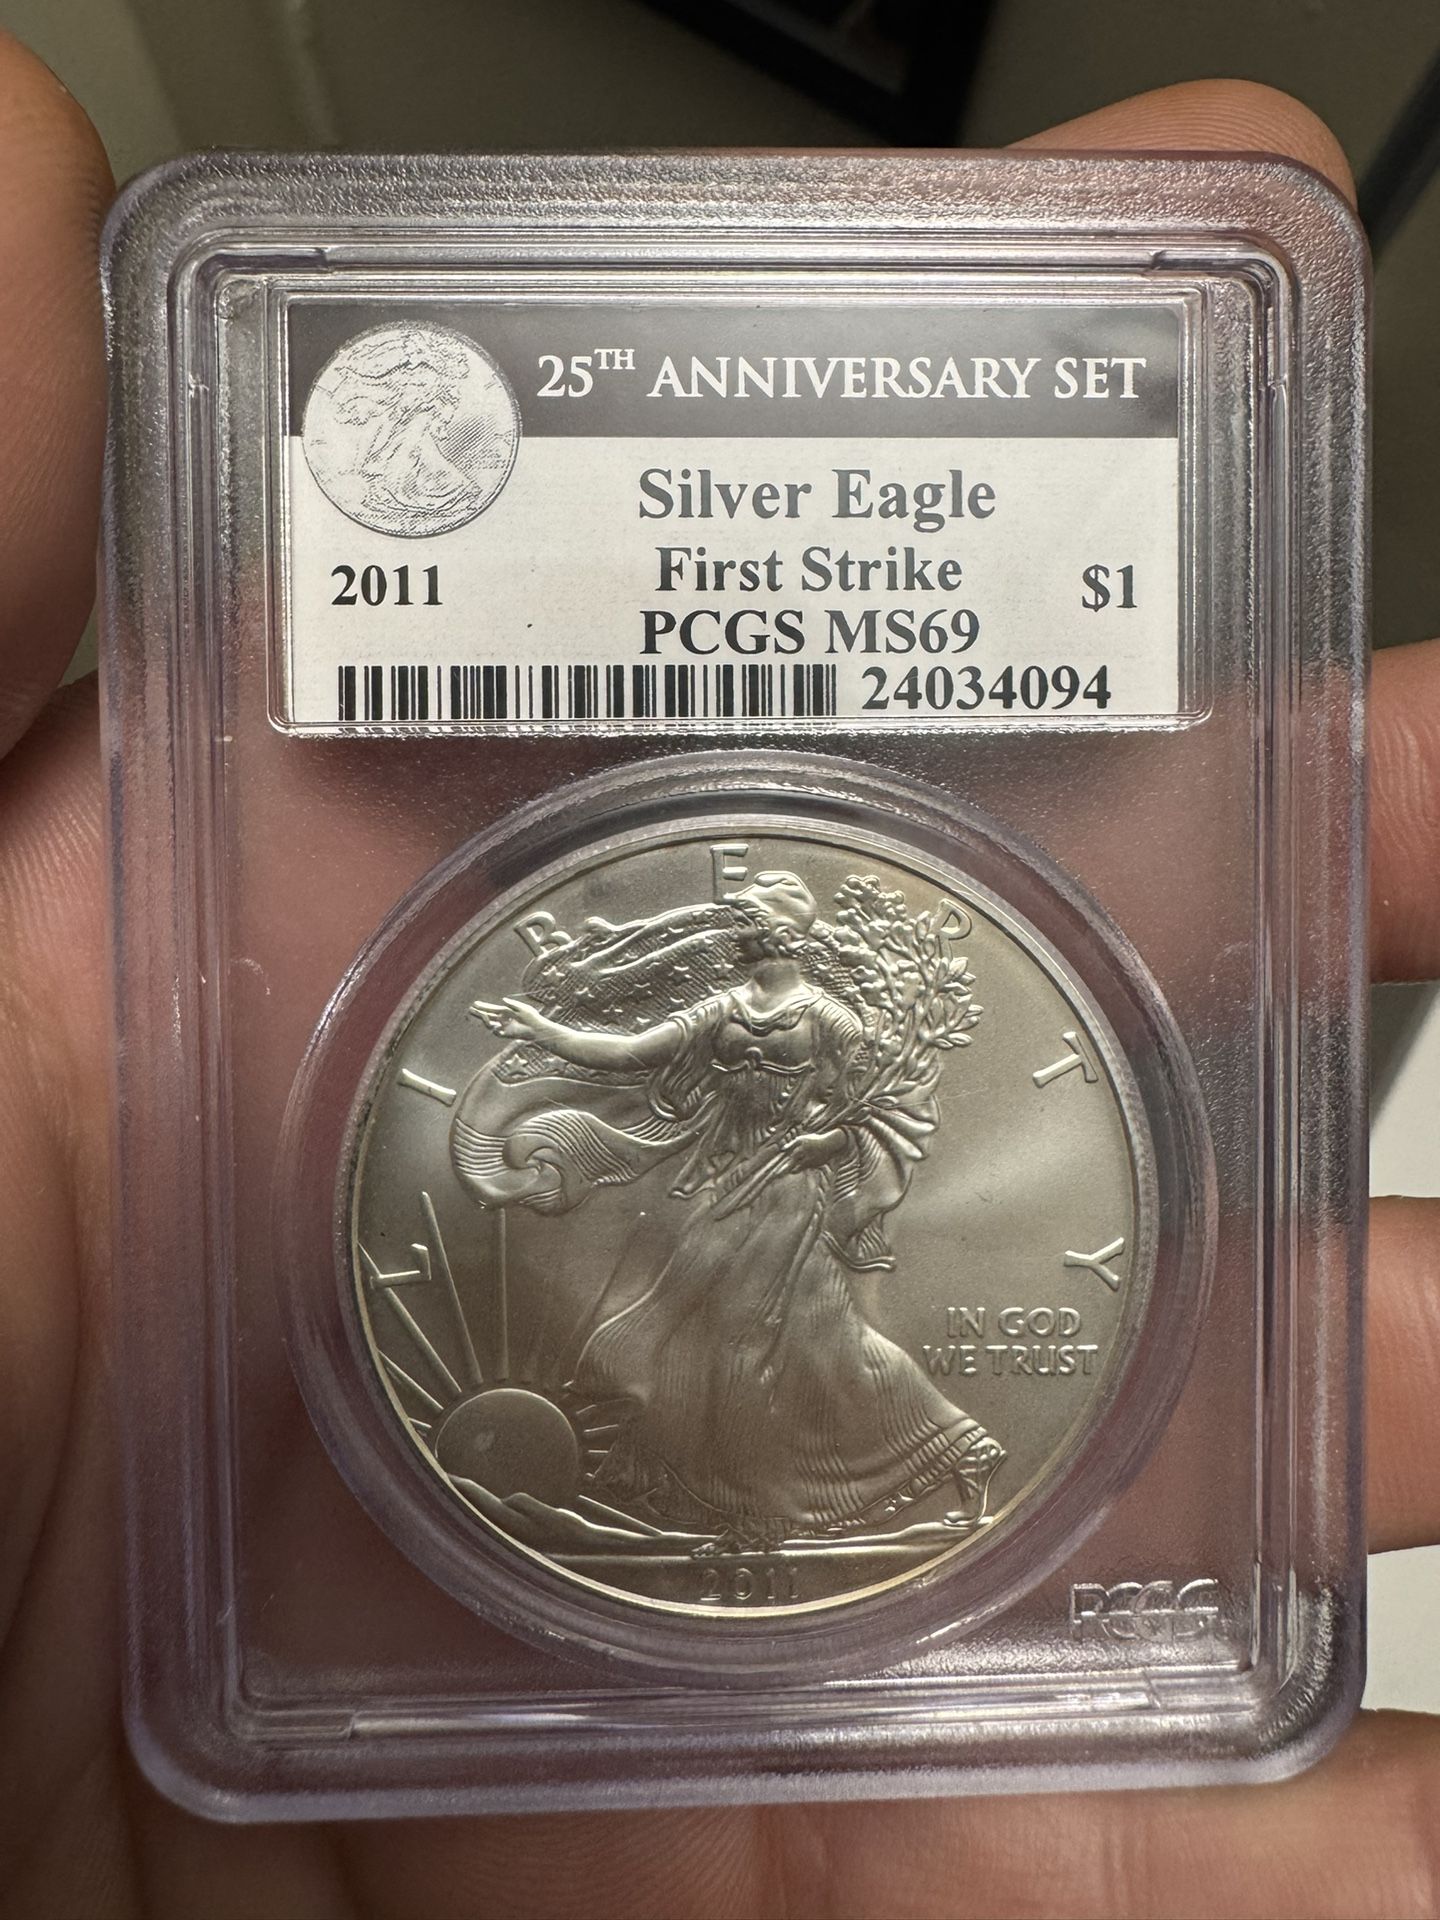 25TH ANNIVERSARY SET
Silver Eagle
First Strike
2011
$1
PCGS MS69
24034094
LIBERTY
IN GOD
WE TRUST
2011
PCGS